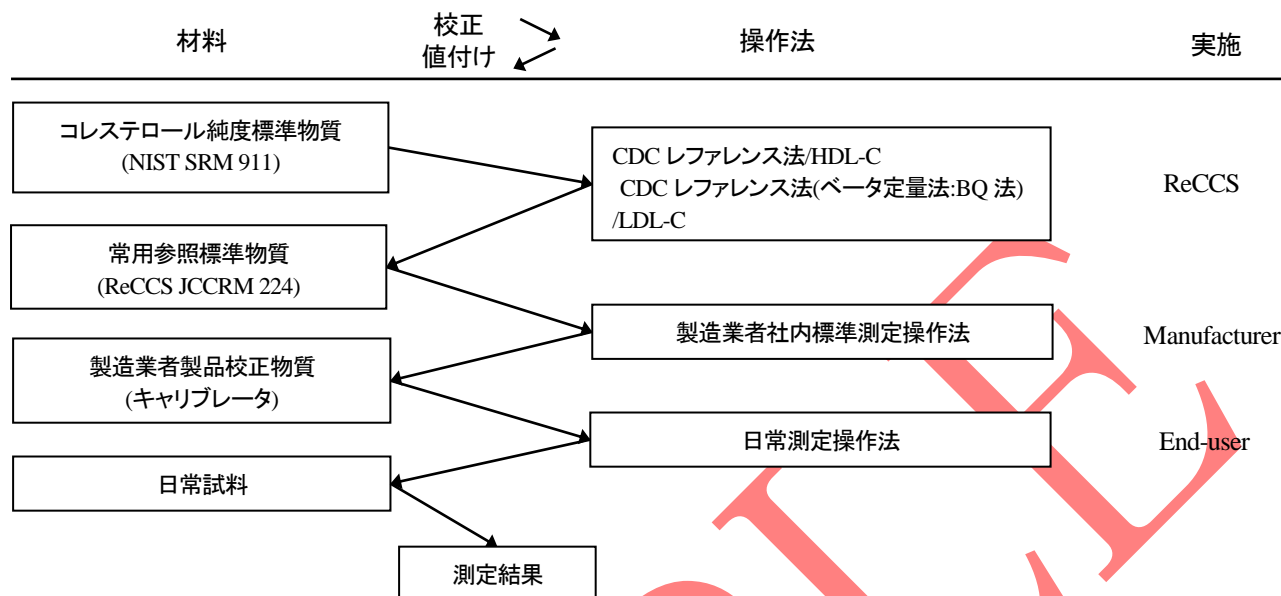 材料
校正
値付け
操作法
実施
コレステロール純度標準物質
(NIST SRM 911)
CDC レファレンス法/HDL-C
CDC レファレンス法(ベータ定量法:BQ 法)
/LDL-C
ReCCS
常用参照標準物質
(ReCCS JCCRM 224)
製造業者社内標準測定操作法
Manufacturer
製造業者製品校正物質
(キャリブレータ)
日常測定操作法
End-user
日常試料
測定結果